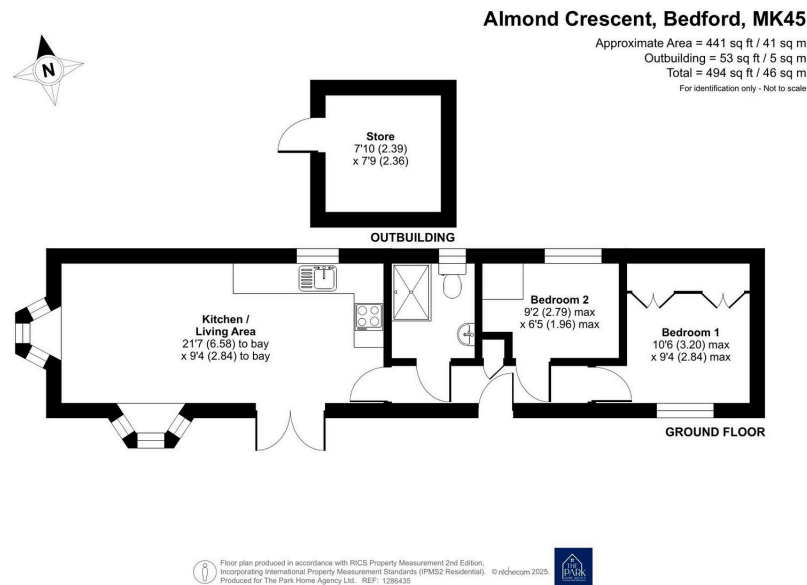 Almond Crescent, Bedford, MK45
Approximate Area = 441 sq ft / 41 sq m
Outbuilding = 53 sq ft / 5 sq m
Total = 494 sq ft / 46 sq m
For identification only - Not to scale
N
Store
7'10 (2.39)
x 7'9 (2.36)
OUTBUILDING
Kitchen /
Living Area
21'7 (6.58) to bay
x 9'4 (2.84) to bay
Bedroom 2
9'2 (2.79) max
x 6'5 (1.96) max
Bedroom 1
10'6 (3.20) max
x 9'4 (2.84) max
GROUND FLOOR
Floor plan produced in accordance with RICS Property Measurement 2nd Edition,
Incorporating International Property Measurement Standards (IPMS2 Residential). © nichecom 2025.
Produced for The Park Home Agency Ltd. REF: 1286435
THE
PARK
HOME AGENCY